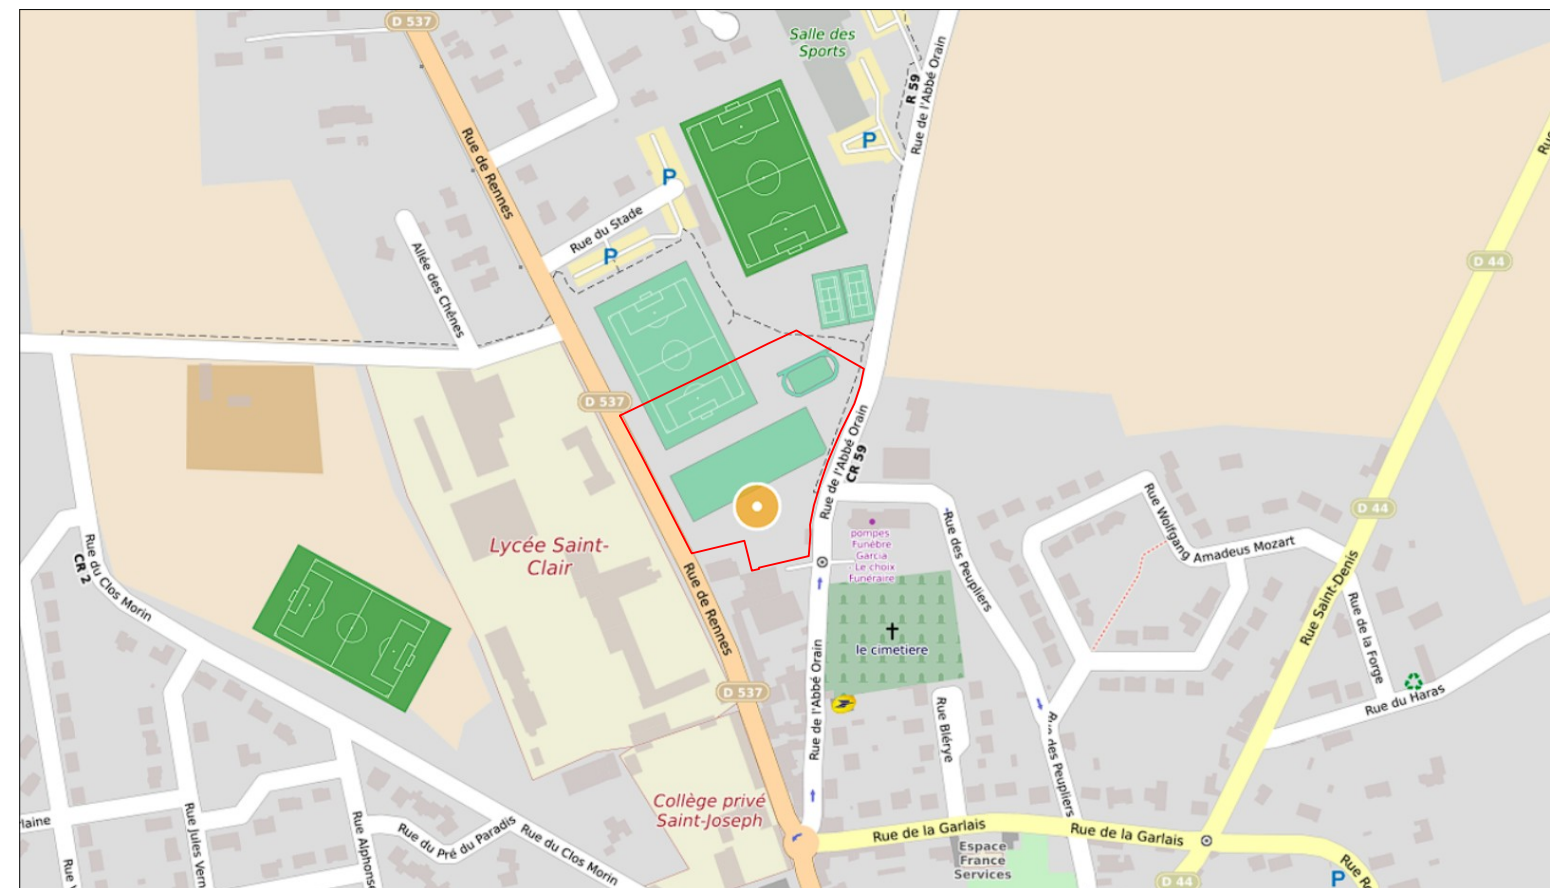 D 537
Salle des
Sports
R 59
Rue de l'Abbé Orain
P
Rue de Rennes
P
Rue du Stade
P
Allée des Chênes
D 44
D 537
Rue de l'Abbé Orain
CR 59
Rue Wolfgang
Amadeus Mozart
D 44
Lycée Saint-
Clair
pompes
Funèbre
Garcia
- Le choix
Funéraire
Rue des Peupliers
Rue du Clos Morin
CR 2
Rue de Rennes
Rue Saint-Denis
Rue de la Forge
le cimetiere
D 537
Rue de l'Abbé Orain
Rue Blérye
Rue du Haras
Rue des Peupliers
Collège privé
Saint-Joseph
laine
Rue Jules Vern
Rue Alphons
Rue du Pré du Paradis
Rue du Clos Morin
Rue de la Garlais
Rue de la Garlais
Espace
France
Services
D 44
P
Rue